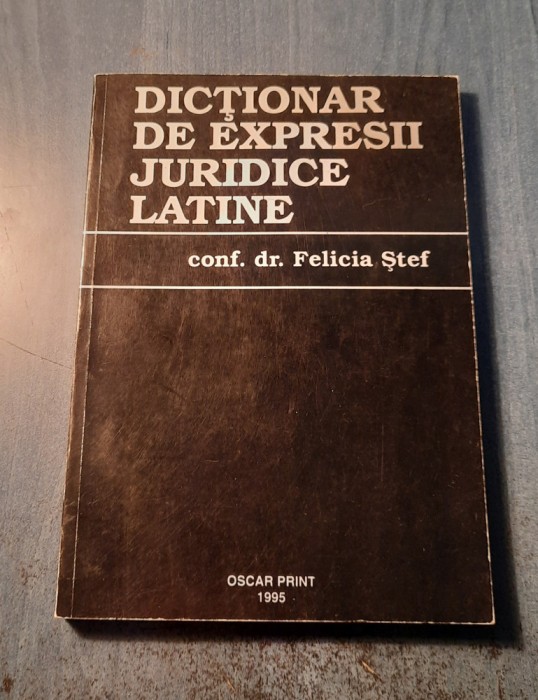 DICŢIONAR
DE EXPRESII
JURIDICE
LATINE
conf. dr. Felicia Ştef
OSCAR PRINT
1995